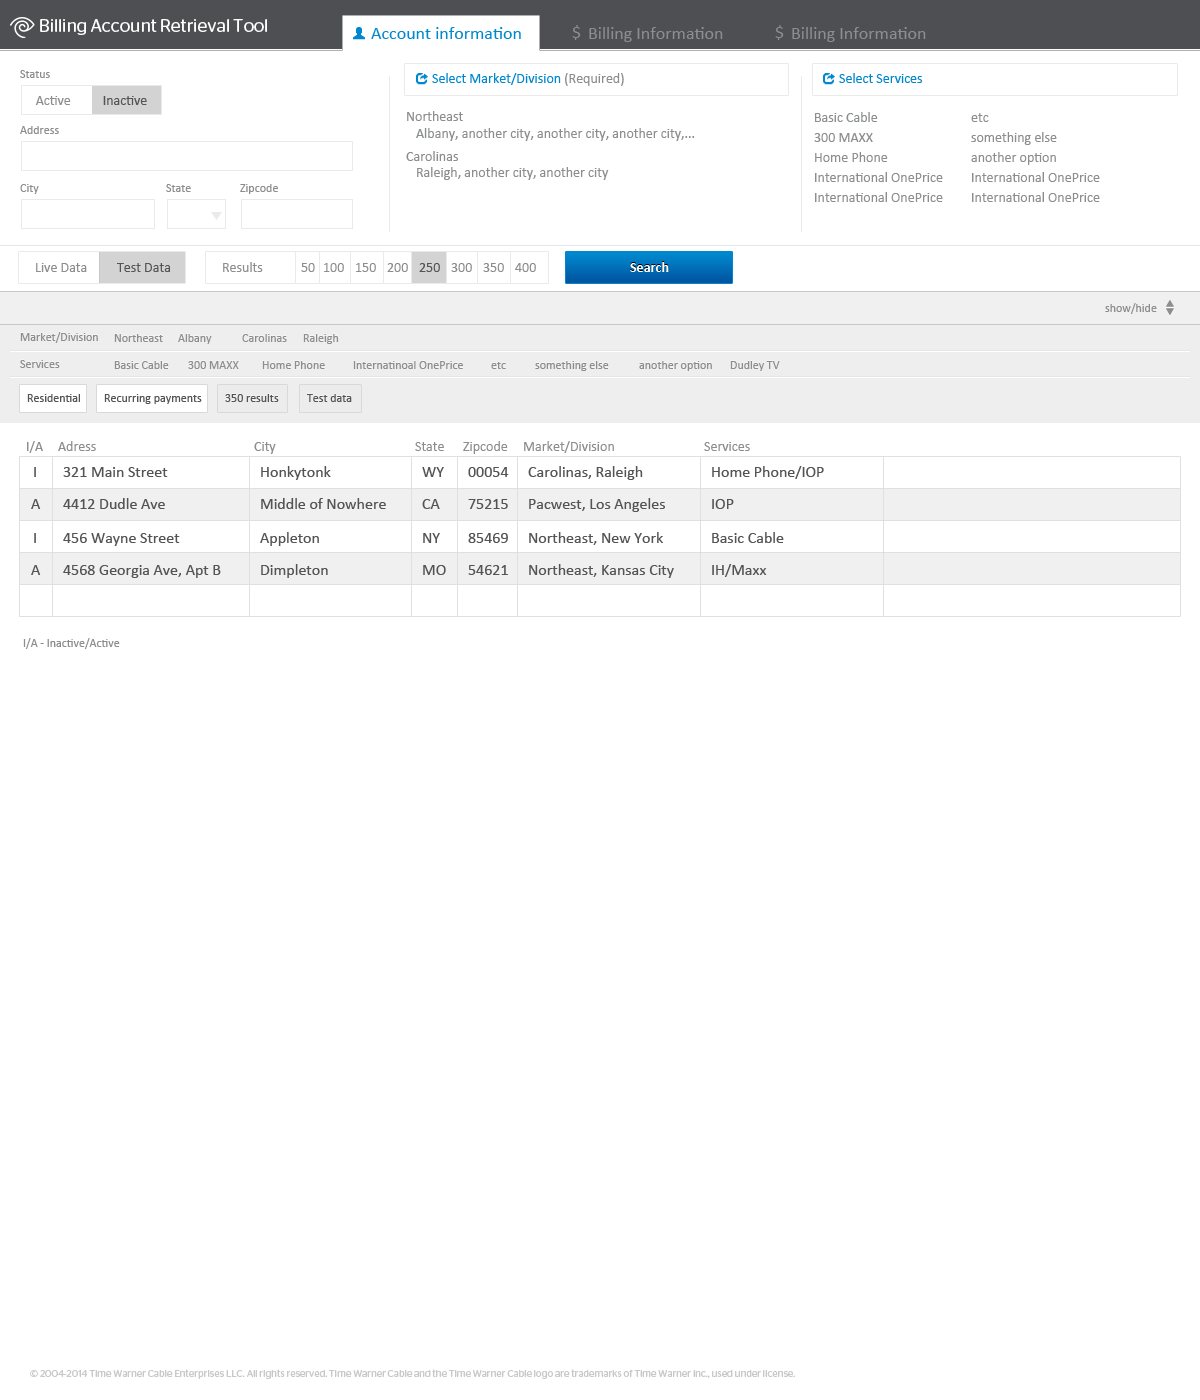 Billing Account Retrieval Tool
Account information
$ Billing Information
$ Billing Information
Status
Active Inactive
Address
City State Zipcode
Select Market/Division (Required)
Northeast
Albany, another city, another city, another city,...
Carolinas
Raleigh, another city, another city
Select Services
Basic Cable etc
300 MAXX something else
Home Phone another option
International OnePrice International OnePrice
International OnePrice International OnePrice
Live Data Test Data Results 50 100 150 200 250 300 350 400 Search
show/hide
Market/Division Northeast Albany Carolinas Raleigh
Services Basic Cable 300 MAXX Home Phone Internatinoal OnePrice etc something else another option Dudley TV
Residential Recurring payments 350 results Test data
I/A Adress City State Zipcode Market/Division Services
I 321 Main Street Honkytonk WY 00054 Carolinas, Raleigh Home Phone/IOP
A 4412 Dudle Ave Middle of Nowhere CA 75215 Pacwest, Los Angeles IOP
I 456 Wayne Street Appleton NY 85469 Northeast, New York Basic Cable
A 4568 Georgia Ave, Apt B Dimpleton MO 54621 Northeast, Kansas City IH/Maxx
I/A - Inactive/Active
© 2004-2014 Time Warner Cable Enterprises LLC. All rights reserved. Time Warner Cable and the Time Warner Cable logo are trademarks of Time Warner Inc., used under license.